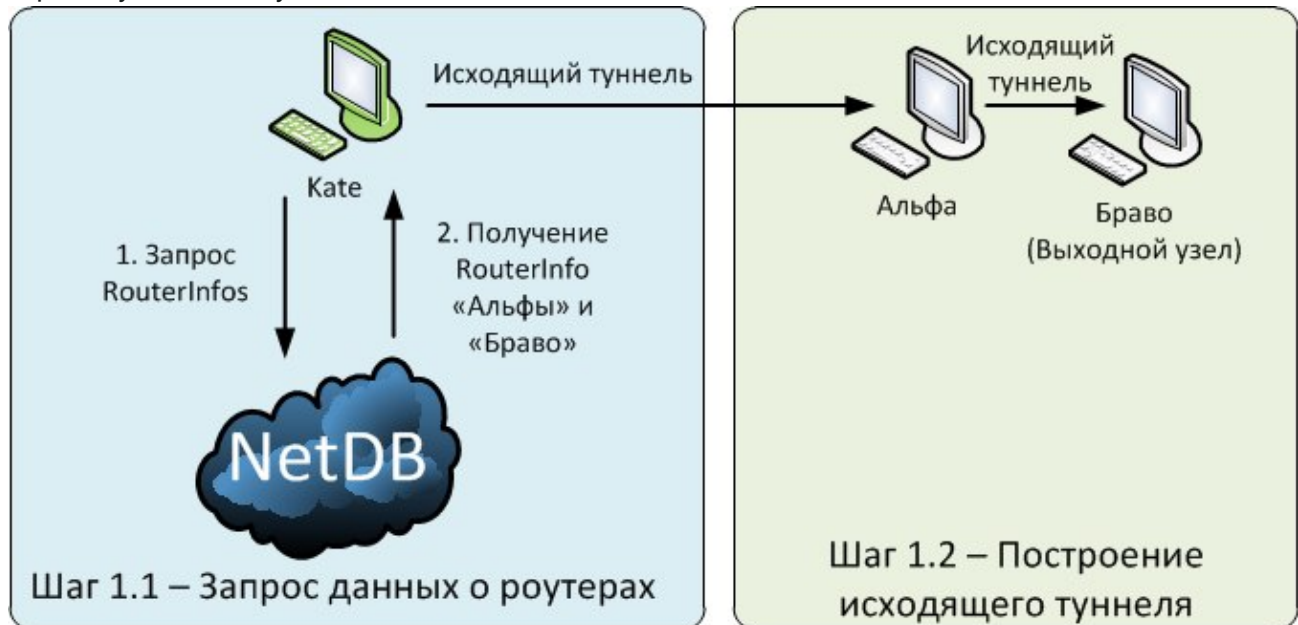 Исходящий туннель
Kate
1. Запрос
RouterInfos
2. Получение
RouterInfo
«Альфы» и
«Браво»
NetDB
Шаг 1.1 – Запрос данных о роутерах
Исходящий
туннель
Альфа
Браво
(Выходной узел)
Шаг 1.2 – Построение
исходящего туннеля